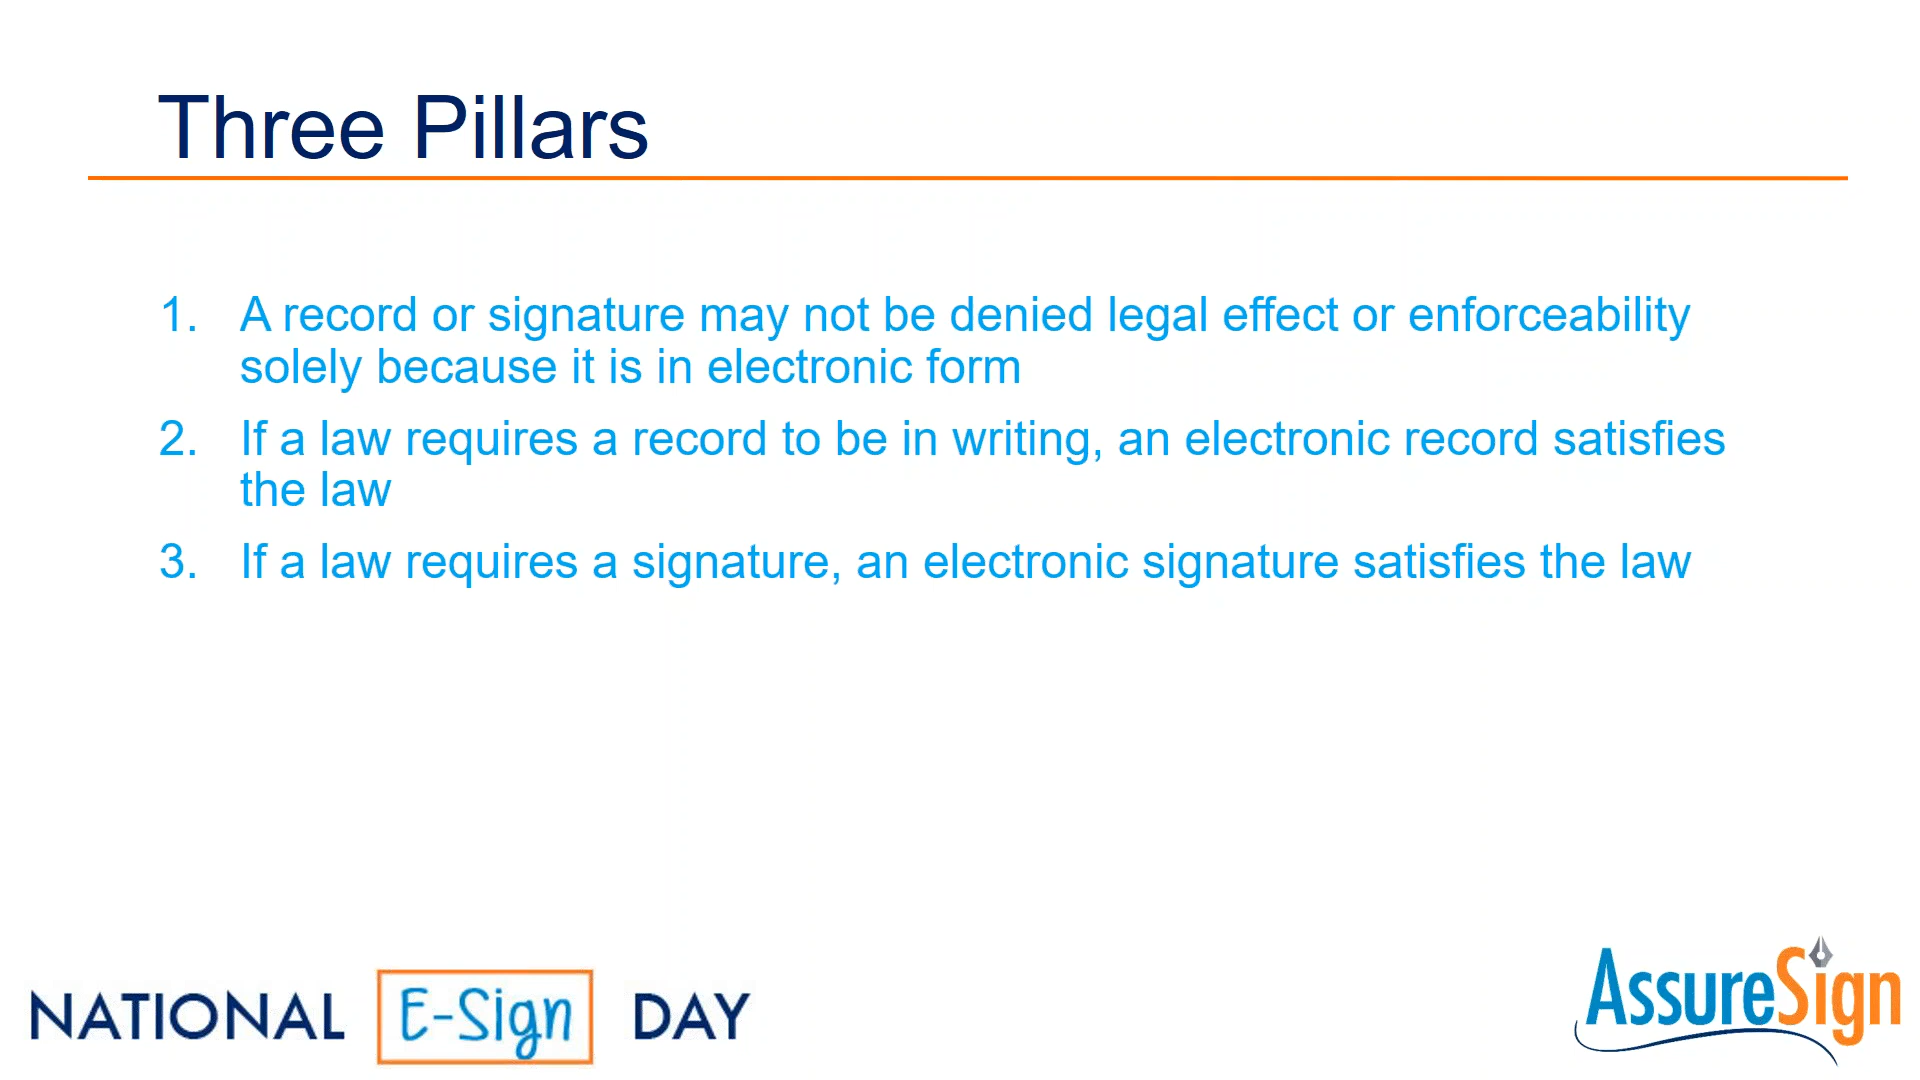 Three Pillars
1. A record or signature may not be denied legal effect or enforceability
solely because it is in electronic form
2. If a law requires a record to be in writing, an electronic record satisfies
the law
3. If a law requires a signature, an electronic signature satisfies the law
NATIONAL E-Sign DAY
AssureSign